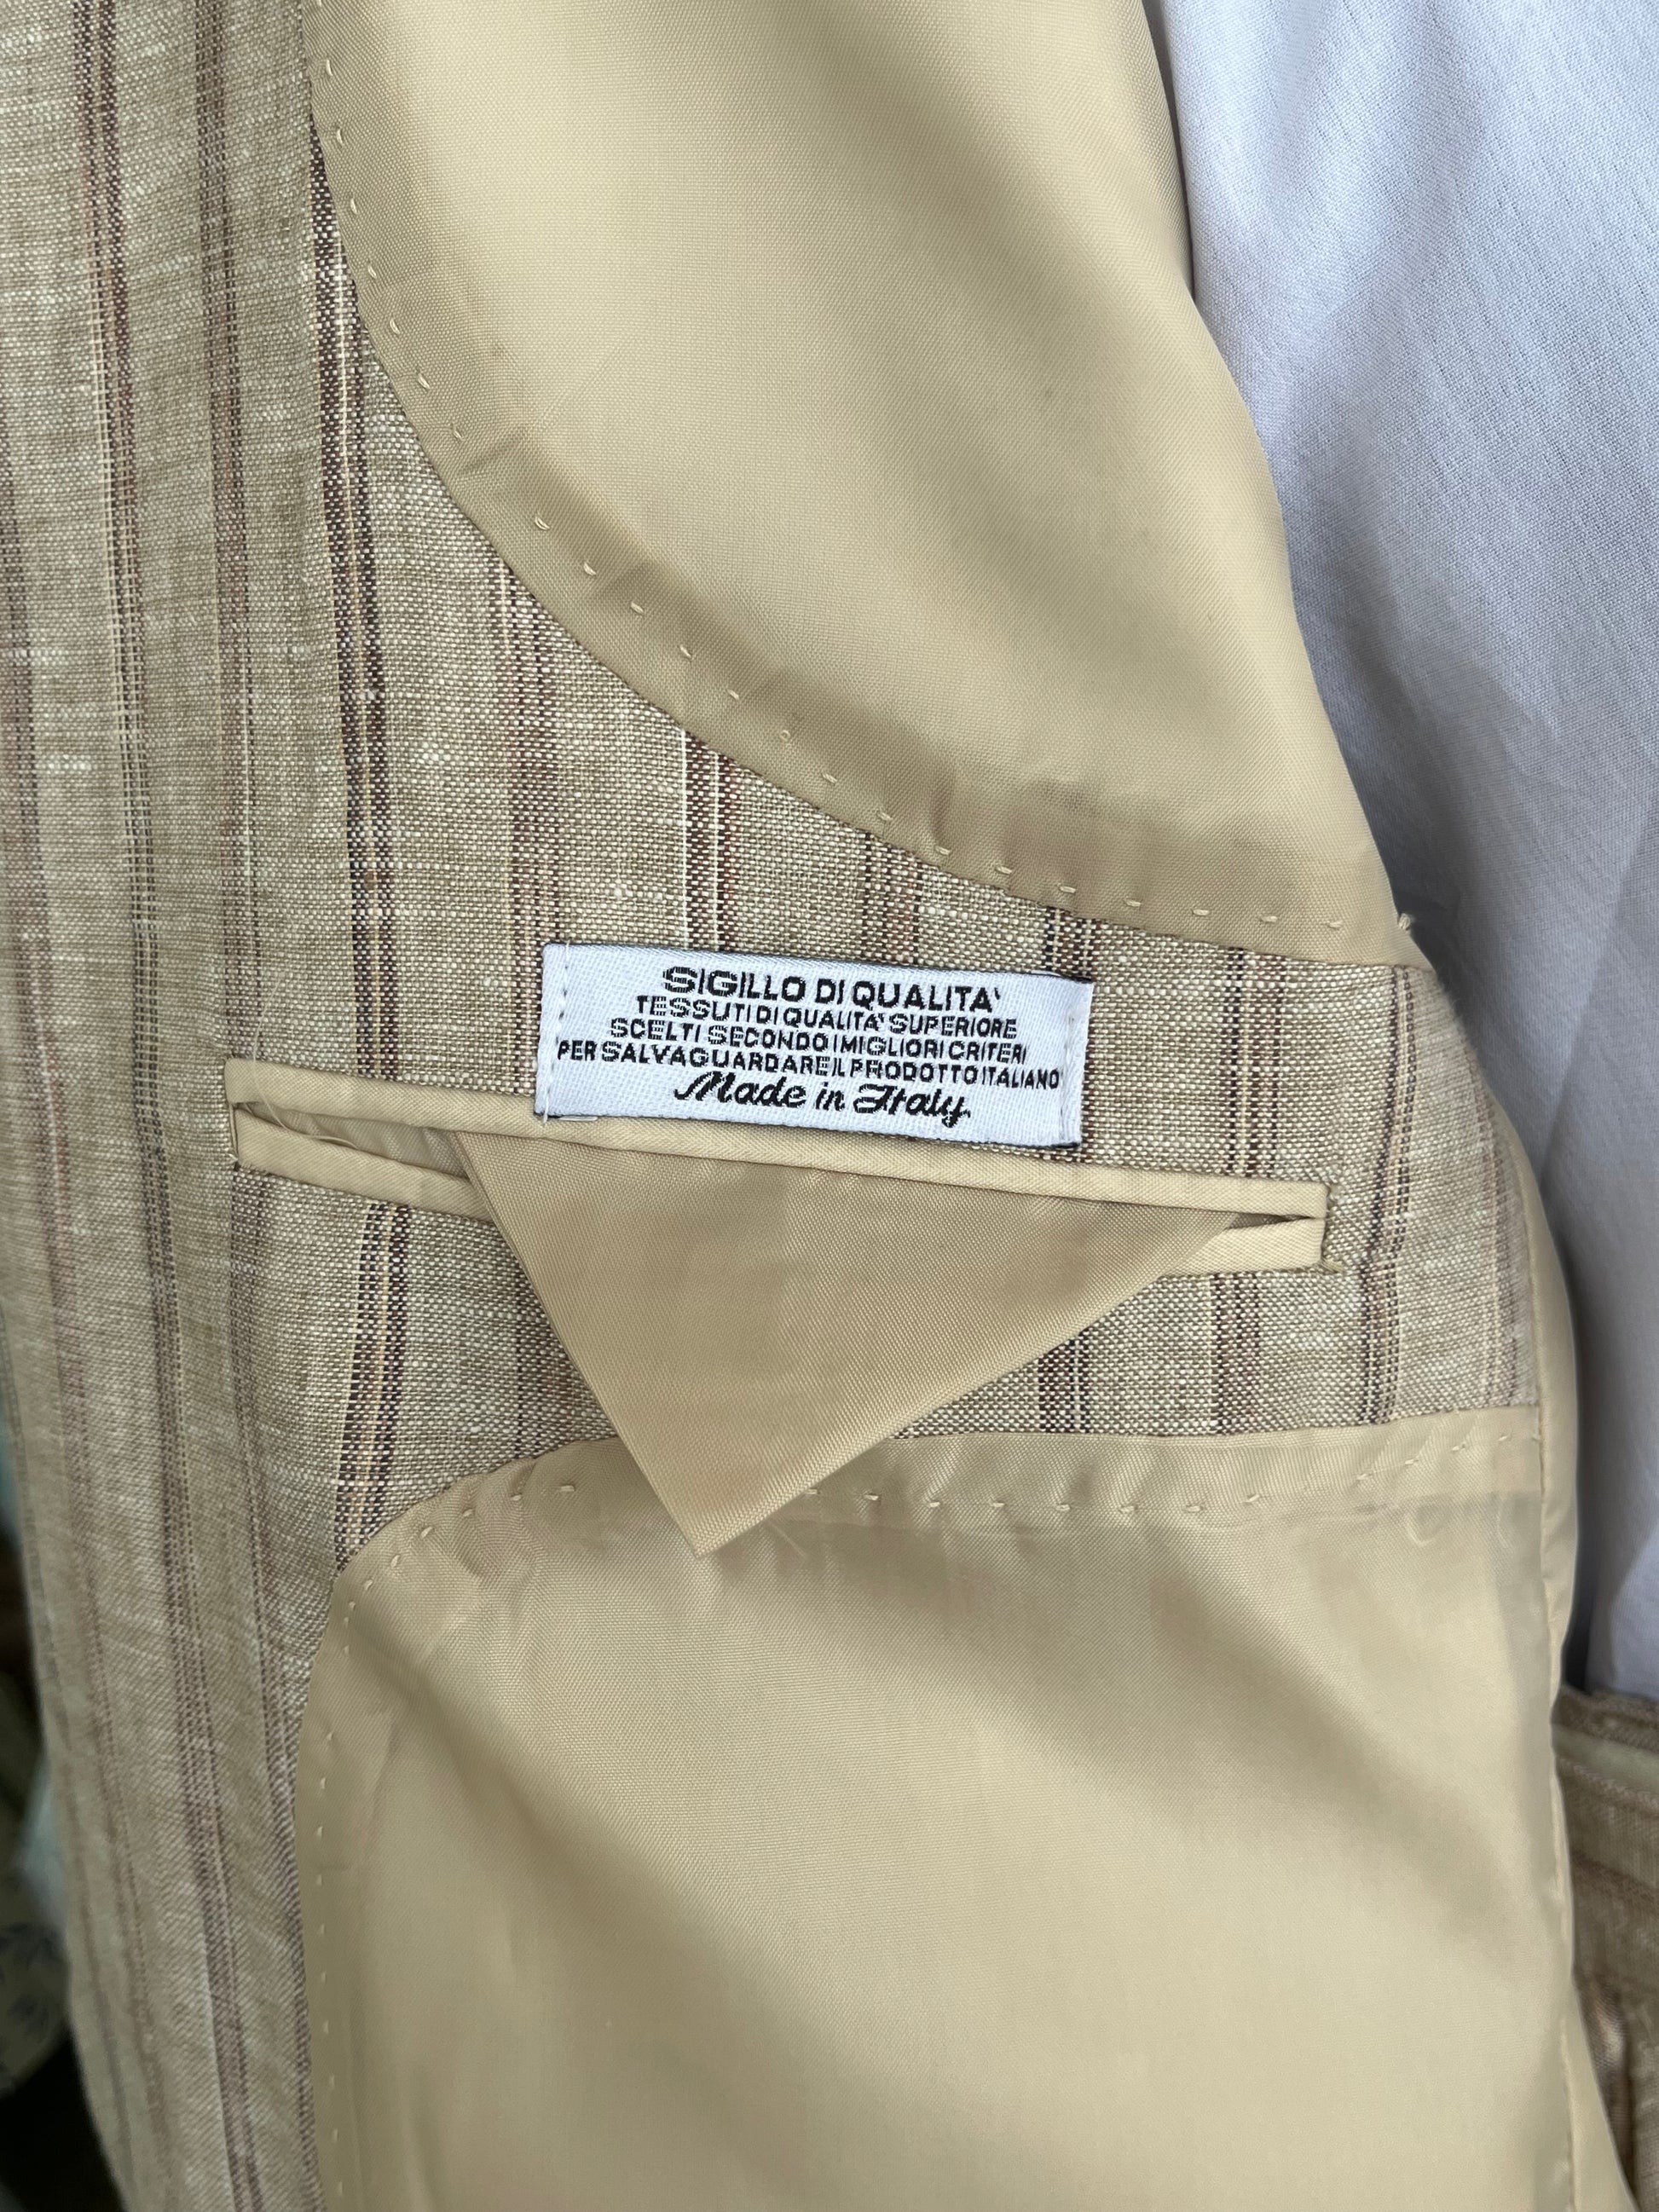 SIGILLO DI QUALITA'
TESSUTI DI QUALITA' SUPERIORE
SCELTI SECONDO I MIGLIORI CRITERI
PER SALVAGUARDARE IL PRODOTTO ITALIANO
Made in Italy